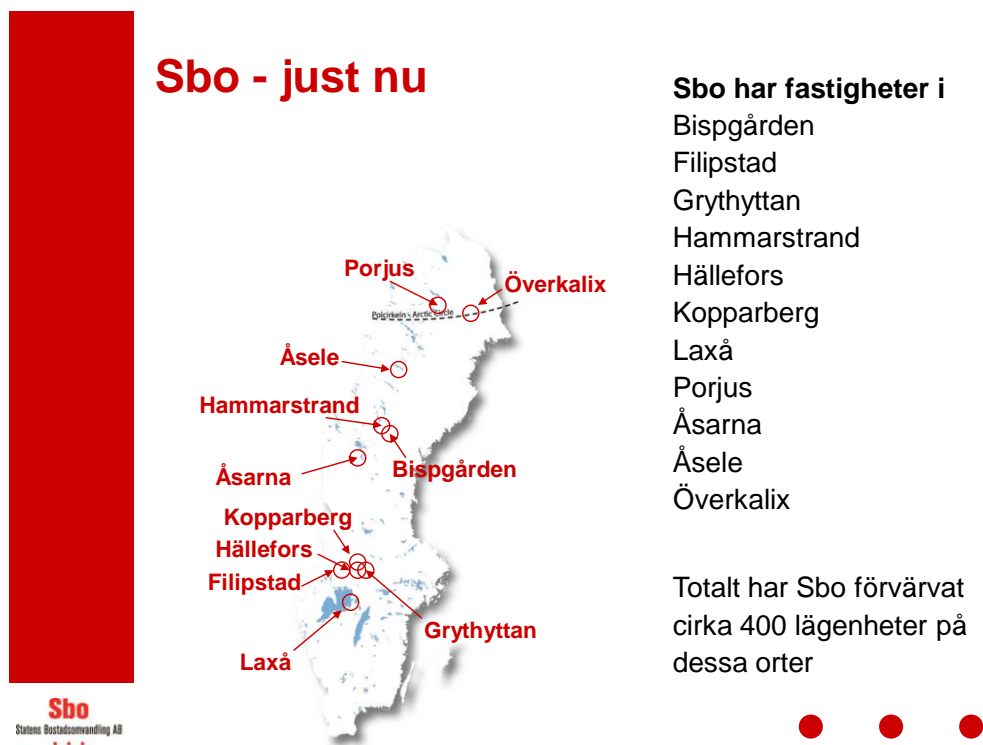 Sbo - just nu
Sbo har fastigheter i
Bispgården
Filipstad
Grythyttan
Hammarstrand
Hällefors
Kopparberg
Laxå
Porjus
Åsarna
Åsele
Överkalix
Totalt har Sbo förvärvat
cirka 400 lägenheter på
dessa orter
Porjus
Överkalix
Polcirkeln - Arctic Circle
Åsele
Hammarstrand
Bispgården
Åsarna
Kopparberg
Hällefors
Filipstad
Grythyttan
Laxå
Sbo
Statens Bostadsomvandling AB